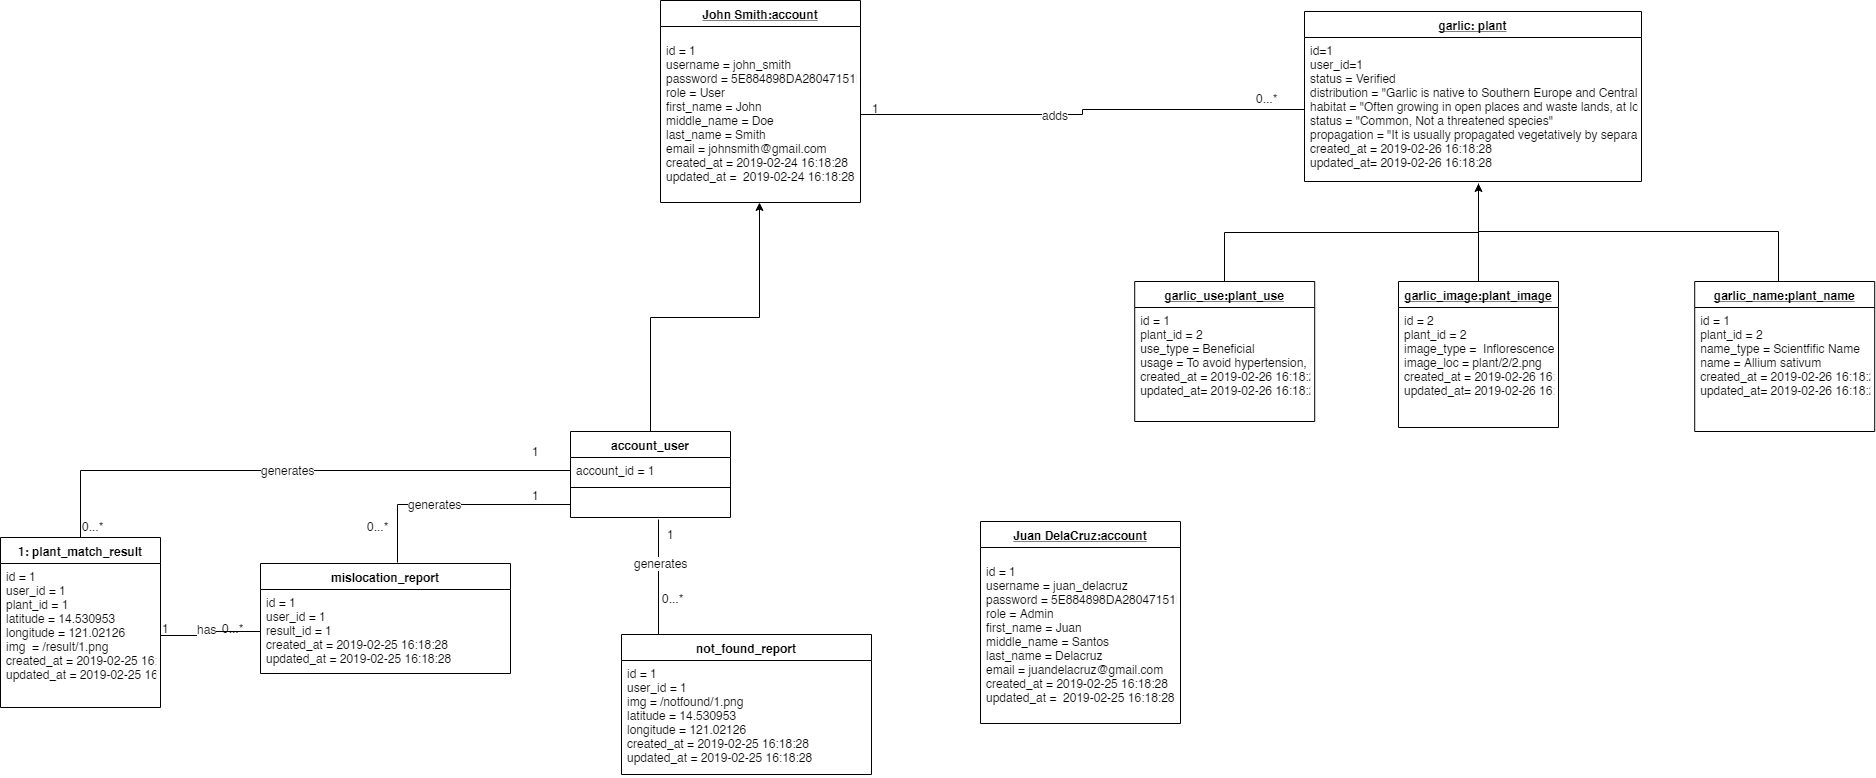 John Smith:account
id = 1
username = john_smith
password = 5E884898DA28047151
role = User
first_name = John
middle_name = Doe
last_name = Smith
email = johnsmith@gmail.com
created_at = 2019-02-24 16:18:28
updated_at =  2019-02-24 16:18:28
1
adds
0...*
garlic: plant
id=1
user_id=1
status = Verified
distribution = "Garlic is native to Southern Europe and Central
habitat = "Often growing in open places and waste lands, at lo
status = "Common, Not a threatened species"
propagation = "It is usually propagated vegetatively by separa
created_at = 2019-02-26 16:18:28
updated_at= 2019-02-26 16:18:28
garlic_use:plant_use
id = 1
plant_id = 2
use_type = Beneficial
usage = To avoid hypertension,
created_at = 2019-02-26 16:18:
updated_at= 2019-02-26 16:18:
garlic_image:plant_image
id = 2
plant_id = 2
image_type =  Inflorescence
image_loc = plant/2/2.png
created_at = 2019-02-26 16:
updated_at= 2019-02-26 16:
garlic_name:plant_name
id = 1
plant_id = 2
name_type = Scientfific Name
name = Allium sativum
created_at = 2019-02-26 16:18:
updated_at= 2019-02-26 16:18:
account_user
account_id = 1
1
generates
0...*
1
generates
0...*
1
generates
0...*
1: plant_match_result
id = 1
user_id = 1
plant_id = 1
latitude = 14.530953
longitude = 121.02126
img  = /result/1.png
created_at = 2019-02-25 16:
updated_at = 2019-02-25 16
1
has
0...*
mislocation_report
id = 1
user_id = 1
result_id = 1
created_at = 2019-02-25 16:18:28
updated_at = 2019-02-25 16:18:28
not_found_report
id = 1
user_id = 1
img = /notfound/1.png
latitude = 14.530953
longitude = 121.02126
created_at = 2019-02-25 16:18:28
updated_at = 2019-02-25 16:18:28
Juan DelaCruz:account
id = 1
username = juan_delacruz
password = 5E884898DA28047151
role = Admin
first_name = Juan
middle_name = Santos
last_name = Delacruz
email = juandelacruz@gmail.com
created_at = 2019-02-25 16:18:28
updated_at =  2019-02-25 16:18:28